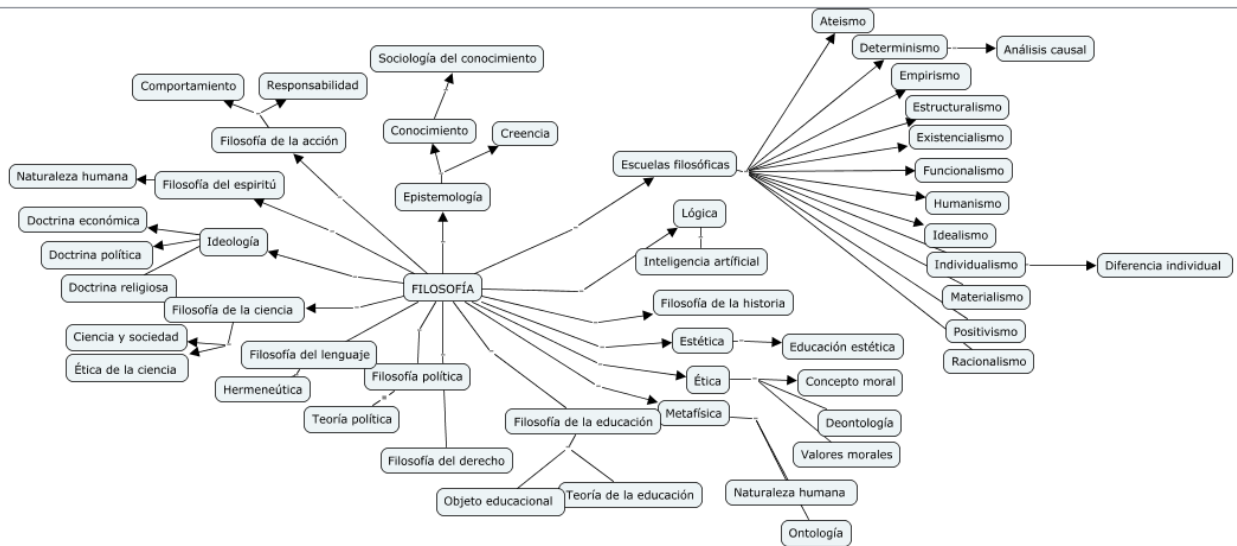 Ateismo
Determinismo
Análisis causal
Sociología del conocimiento
Empirismo
Comportamiento
Responsabilidad
Estructuralismo
Conocimiento
Creencia
Existencialismo
Filosofía de la acción
Escuelas filosóficas
Funcionalismo
Naturaleza humana
Filosofía del espiritú
Epistemología
Humanismo
Doctrina económica
Ideología
Lógica
Idealismo
Doctrina política
Inteligencia artíficial
Individualismo
Diferencia individual
Doctrina religiosa
FILOSOFÍA
Materialismo
Filosofía de la ciencia
Filosofía de la historia
Positivismo
Ciencia y sociedad
Estética
Educación estética
Filosofía del lenguaje
Racionalismo
Ética de la ciencia
Filosofía política
Ética
Concepto moral
Hermeneútica
Teoría política
Metafísica
Filosofía de la educación
Deontología
Valores morales
Filosofía del derecho
Objeto educacional
Teoría de la educación
Naturaleza humana
Ontología